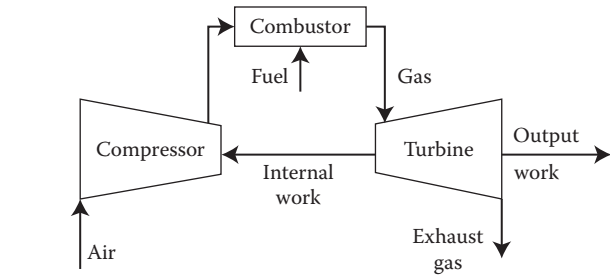 Combustor
Fuel
Gas
Compressor
Turbine
Output
work
Internal
work
Air
Exhaust
gas